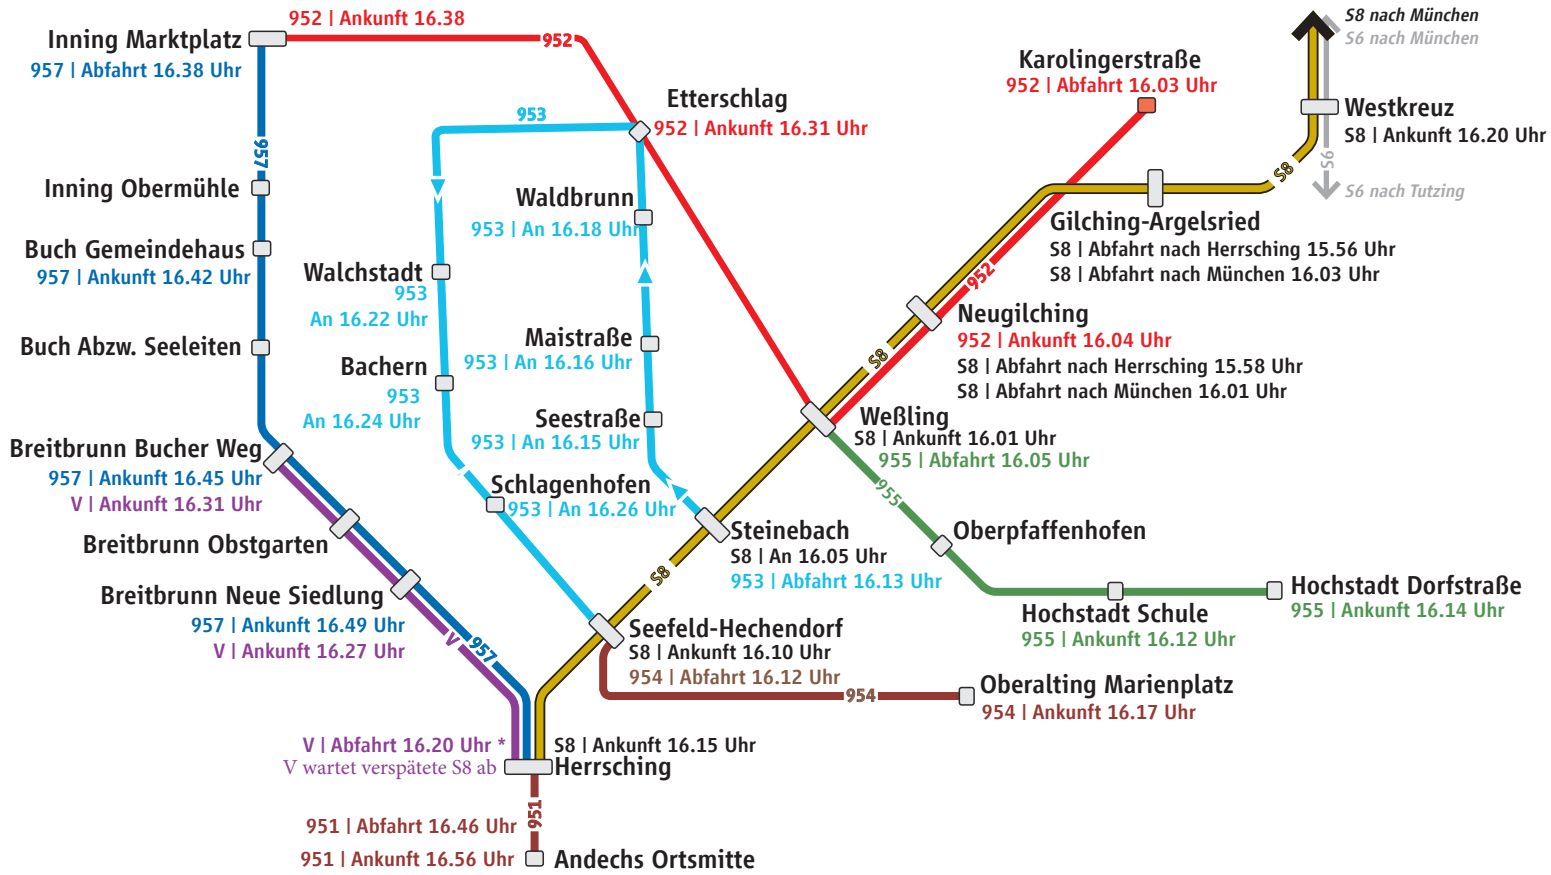 952 | Ankunft 16.38
Inning Marktplatz
957 | Abfahrt 16.38 Uhr
952
S8 nach München
S6 nach München
Karolingerstraße
952 | Abfahrt 16.03 Uhr
Etterschlag
952 | Ankunft 16.31 Uhr
953
Westkreuz
S8 | Ankunft 16.20 Uhr
957
S6
S8
S6 nach Tutzing
Inning Obermühle
Waldbrunn
953 | An 16.18 Uhr
Gilching-Argelsried
S8 | Abfahrt nach Herrsching 15.56 Uhr
S8 | Abfahrt nach München 16.03 Uhr
Buch Gemeindehaus
957 | Ankunft 16.42 Uhr
Walchstadt
953
An 16.22 Uhr
952
Neugilching
952 | Ankunft 16.04 Uhr
S8 | Abfahrt nach Herrsching 15.58 Uhr
S8 | Abfahrt nach München 16.01 Uhr
Maistraße
953 | An 16.16 Uhr
Buch Abzw. Seeleiten
S8
Bachern
953
An 16.24 Uhr
Seestraße
953 | An 16.15 Uhr
Weßling
S8 | Ankunft 16.01 Uhr
955 | Abfahrt 16.05 Uhr
Breitbrunn Bucher Weg
957 | Ankunft 16.45 Uhr
V | Ankunft 16.31 Uhr
Schlagenhofen
953 | An 16.26 Uhr
955
Steinebach
S8 | An 16.05 Uhr
953 | Abfahrt 16.13 Uhr
Oberpfaffenhofen
Breitbrunn Obstgarten
S8
Breitbrunn Neue Siedlung
957 | Ankunft 16.49 Uhr
V | Ankunft 16.27 Uhr
Hochstadt Dorfstraße
955 | Ankunft 16.14 Uhr
Hochstadt Schule
955 | Ankunft 16.12 Uhr
V
957
Seefeld-Hechendorf
S8 | Ankunft 16.10 Uhr
954 | Abfahrt 16.12 Uhr
954
Oberalting Marienplatz
954 | Ankunft 16.17 Uhr
V | Abfahrt 16.20 Uhr *
V wartet verspätete S8 ab
S8 | Ankunft 16.15 Uhr
Herrsching
951
951 | Abfahrt 16.46 Uhr
951 | Ankunft 16.56 Uhr
Andechs Ortsmitte